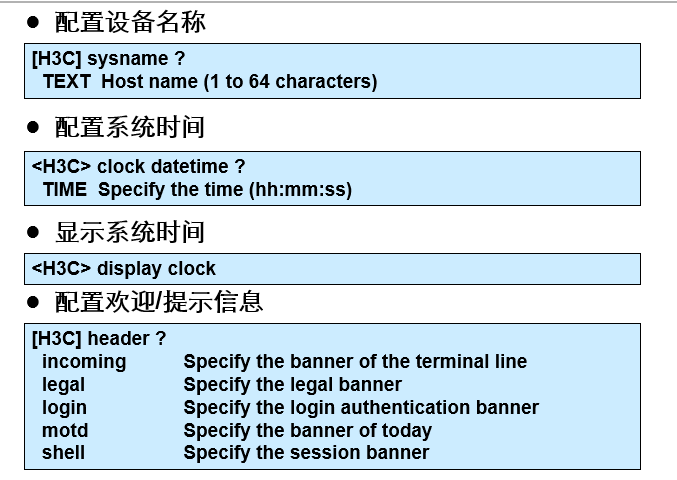 ● 配置设备名称
[H3C] sysname ?
TEXT Host name (1 to 64 characters)
● 配置系统时间
<H3C> clock datetime ?
TIME Specify the time (hh:mm:ss)
● 显示系统时间
<H3C> display clock
● 配置欢迎/提示信息
[H3C] header ?
incoming Specify the banner of the terminal line
legal Specify the legal banner
login Specify the login authentication banner
motd Specify the banner of today
shell Specify the session banner